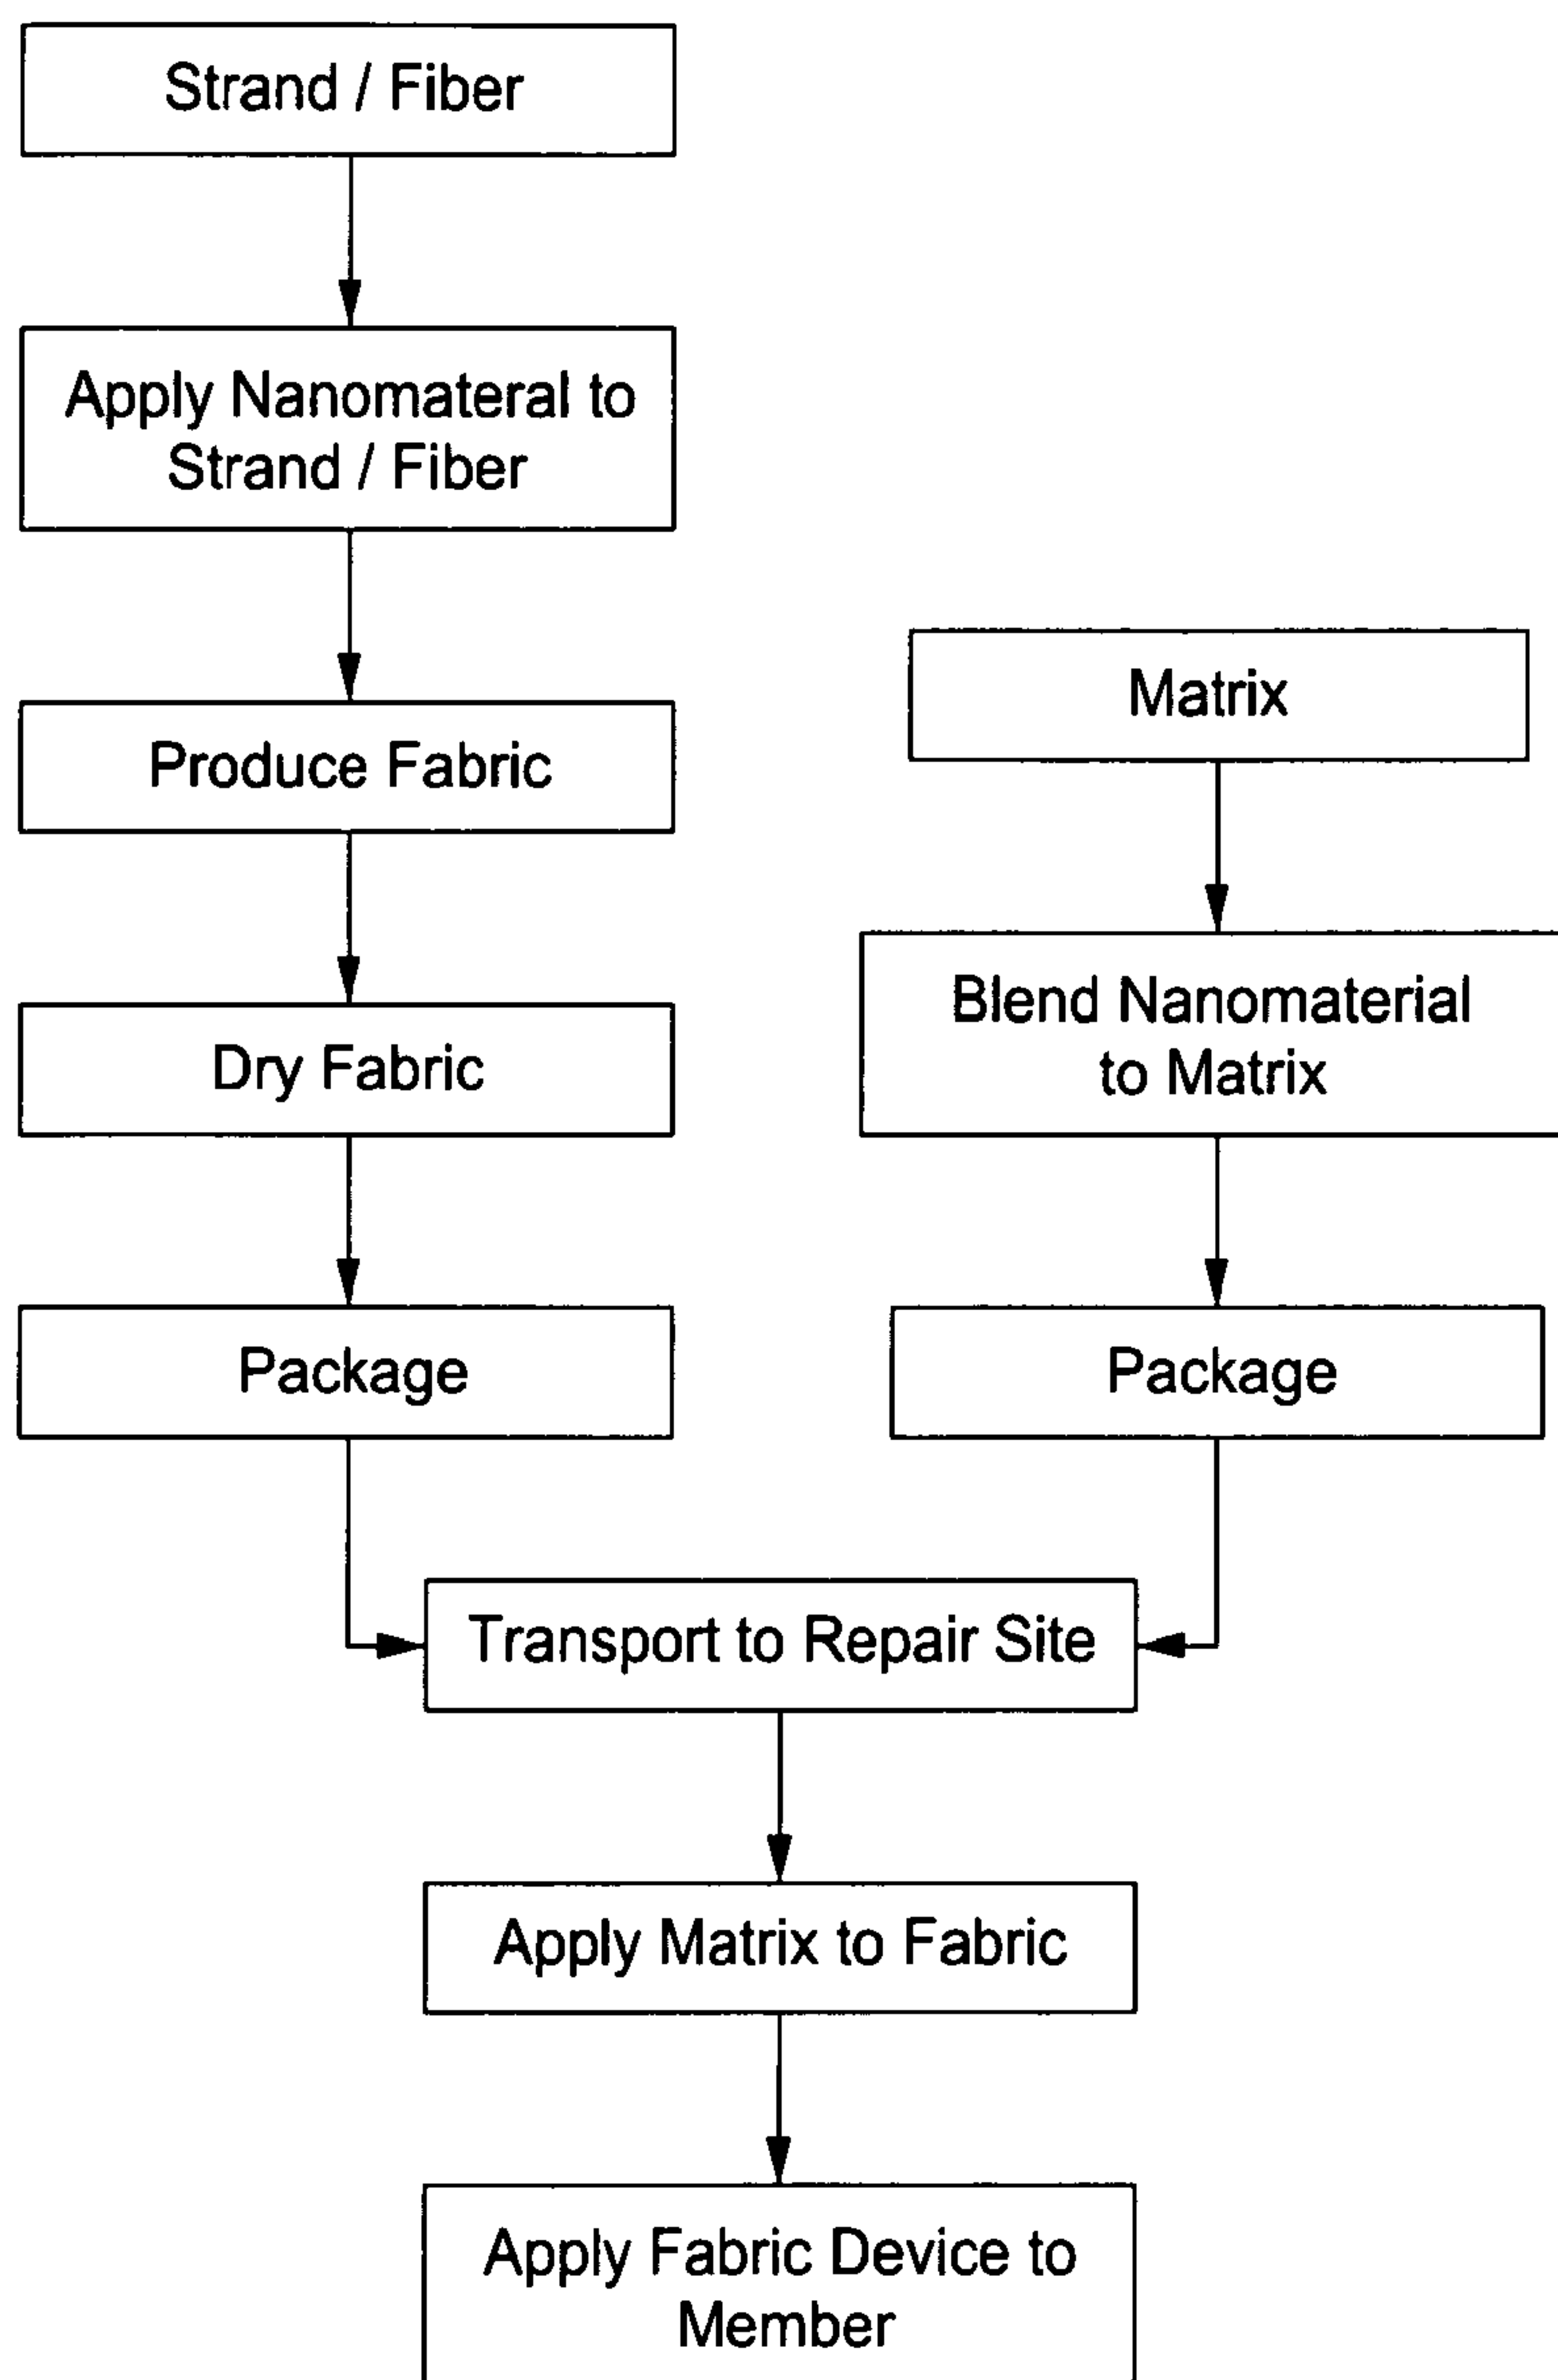 Strand / Fiber
Apply Nanomateral to
Strand / Fiber
Produce Fabric
Dry Fabric
Package
Matrix
Blend Nanomaterial
to Matrix
Package
Transport to Repair Site
Apply Matrix to Fabric
Apply Fabric Device to
Member